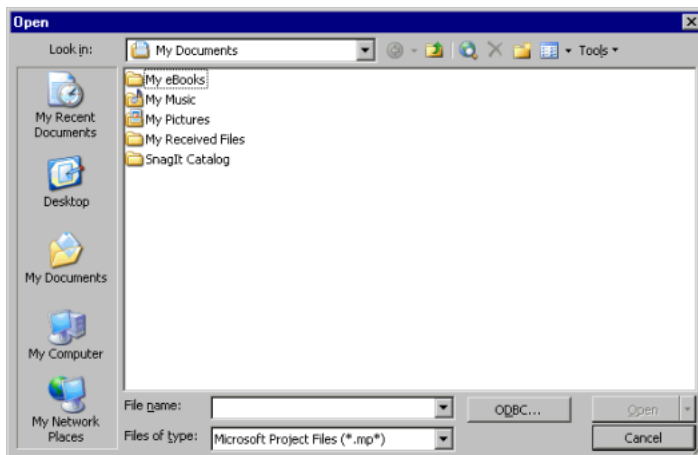 Open
Look in:
My Documents
Tools
My Recent
Documents
Desktop
My Documents
My Computer
My Network
Places
My eBooks
My Music
My Pictures
My Received Files
SnagIt Catalog
File name:
ODBC...
Open
Files of type:
Microsoft Project Files (*.mp*)
Cancel